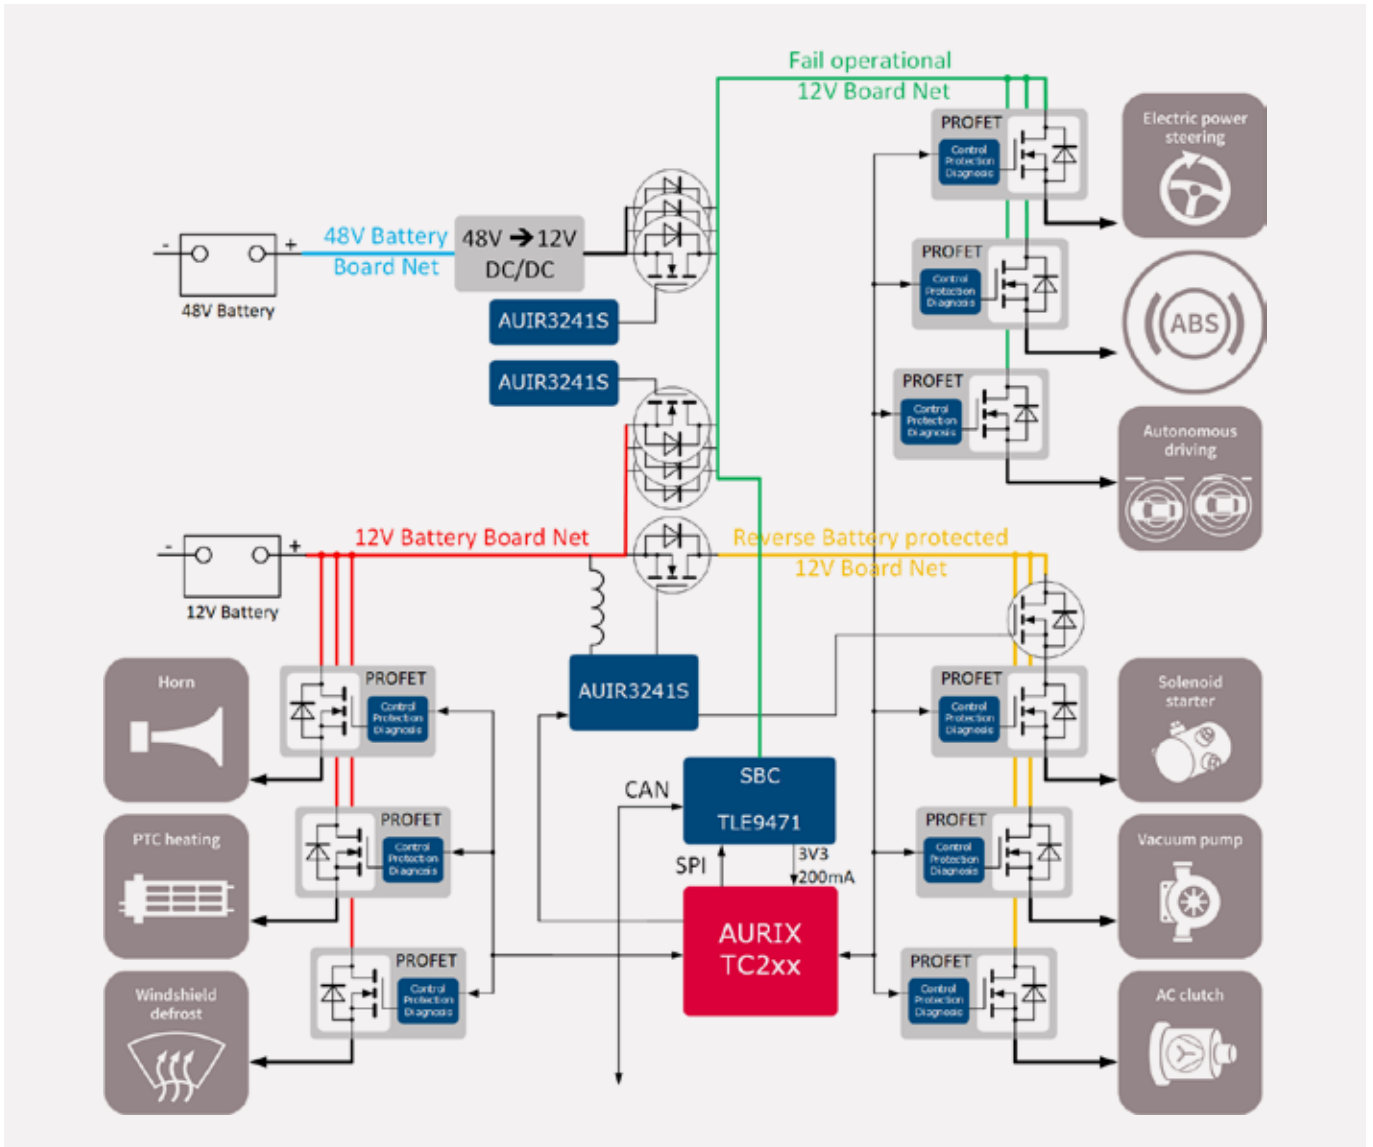 Fail operational
12V Board Net
PROFET
Control
Protection
Diagnosis
Electric power
steering
48V Battery
Board Net
48V ➔ 12V
DC/DC
-
+
48V Battery
AUIR3241S
PROFET
Control
Protection
Diagnosis
ABS
AUIR3241S
PROFET
Control
Protection
Diagnosis
Autonomous
driving
12V Battery Board Net
Reverse Battery protected
12V Board Net
-
+
12V Battery
Horn
PROFET
Control
Protection
Diagnosis
AUIR3241S
PROFET
Control
Protection
Diagnosis
Solenoid
starter
CAN
SBC
TLE9471
SPI
3V3
200mA
PTC heating
PROFET
Control
Protection
Diagnosis
PROFET
Control
Protection
Diagnosis
Vacuum pump
AURIX
TC2xx
Windshield
defrost
PROFET
Control
Protection
Diagnosis
PROFET
Control
Protection
Diagnosis
AC clutch